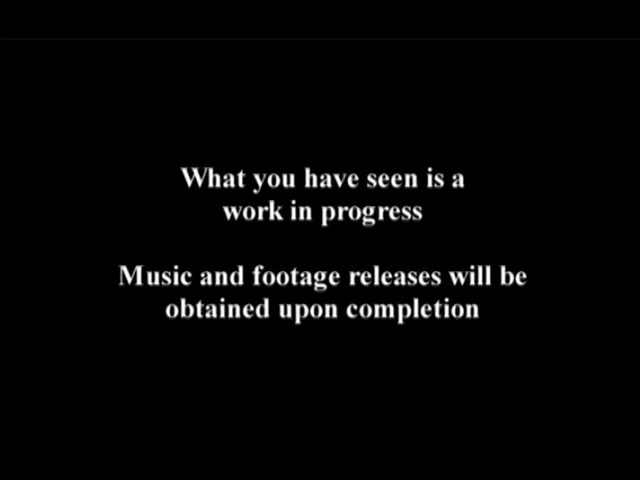 What you have seen is a
work in progress
Music and footage releases will be
obtained upon completion